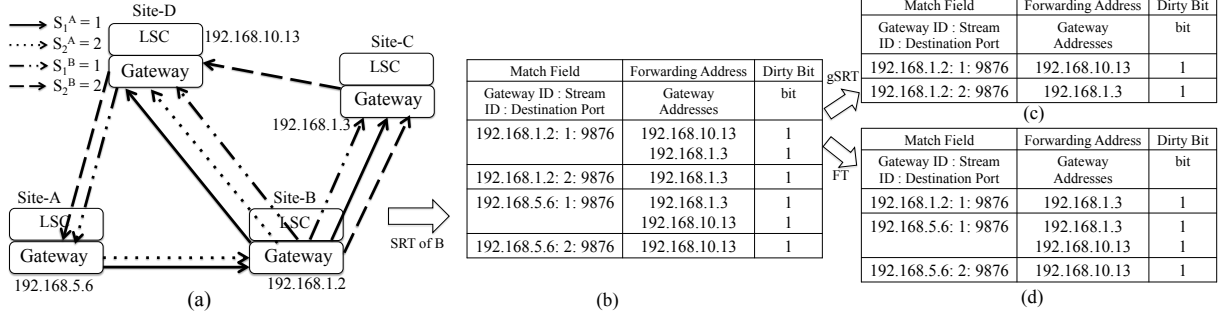 S₁ᴬ = 1
S₂ᴬ = 2
S₁ᴮ = 1
S₂ᴮ = 2
Site-D
LSC
Gateway
192.168.10.13
Site-C
LSC
Gateway
192.168.1.3
Site-A
LSC
Gateway
192.168.5.6
Site-B
LSC
Gateway
192.168.1.2
(a)
SRT of B
Match Field Forwarding Address Dirty Bit
Gateway ID : Stream Gateway bit
ID : Destination Port Addresses
192.168.1.2: 1: 9876 192.168.10.13 1
192.168.1.3 1
192.168.1.2: 2: 9876 192.168.1.3 1
192.168.5.6: 1: 9876 192.168.1.3 1
192.168.10.13 1
192.168.5.6: 2: 9876 192.168.10.13 1
(b)
gSRT
FT
Match Field Forwarding Address Dirty Bit
Gateway ID : Stream Gateway bit
ID : Destination Port Addresses
192.168.1.2: 1: 9876 192.168.10.13 1
192.168.1.2: 2: 9876 192.168.1.3 1
(c)
Match Field Forwarding Address Dirty Bit
Gateway ID : Stream Gateway bit
ID : Destination Port Addresses
192.168.1.2: 1: 9876 192.168.1.3 1
192.168.5.6: 1: 9876 192.168.1.3 1
192.168.10.13 1
192.168.5.6: 2: 9876 192.168.10.13 1
(d)